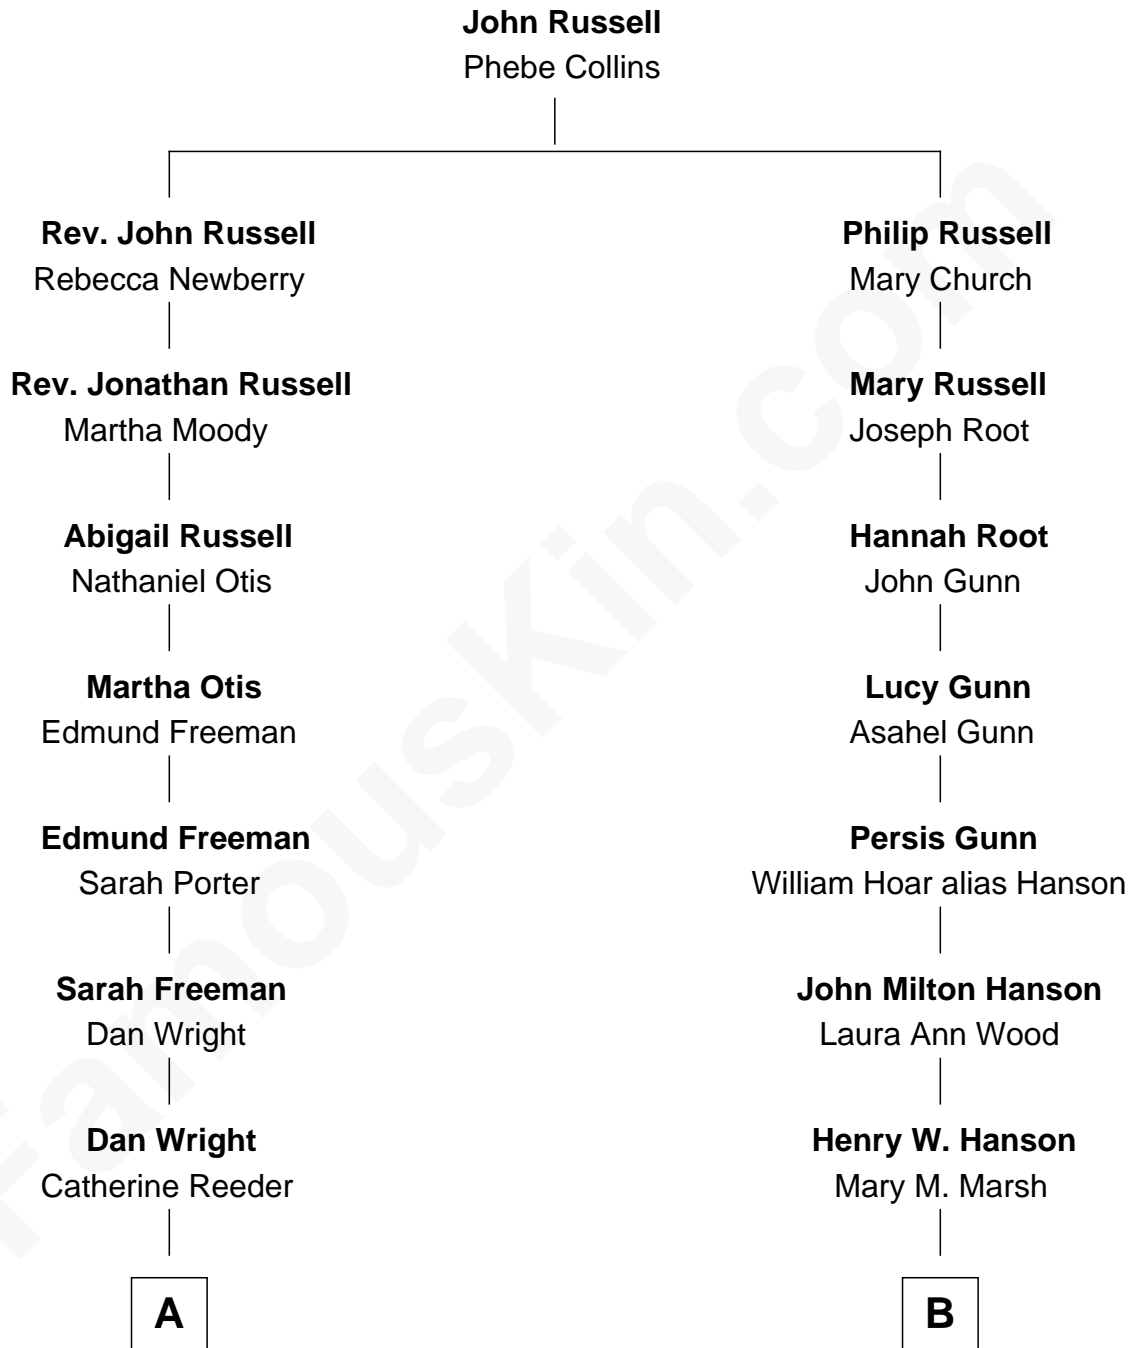 John Russell
Phebe Collins
Rev. John Russell
Rebecca Newberry
Philip Russell
Mary Church
Rev. Jonathan Russell
Martha Moody
Mary Russell
Joseph Root
Abigail Russell
Nathaniel Otis
Hannah Root
John Gunn
Martha Otis
Edmund Freeman
Lucy Gunn
Asahel Gunn
Edmund Freeman
Sarah Porter
Persis Gunn
William Hoar alias Hanson
Sarah Freeman
Dan Wright
John Milton Hanson
Laura Ann Wood
Dan Wright
Catherine Reeder
Henry W. Hanson
Mary M. Marsh
A
B
FamousKin.com